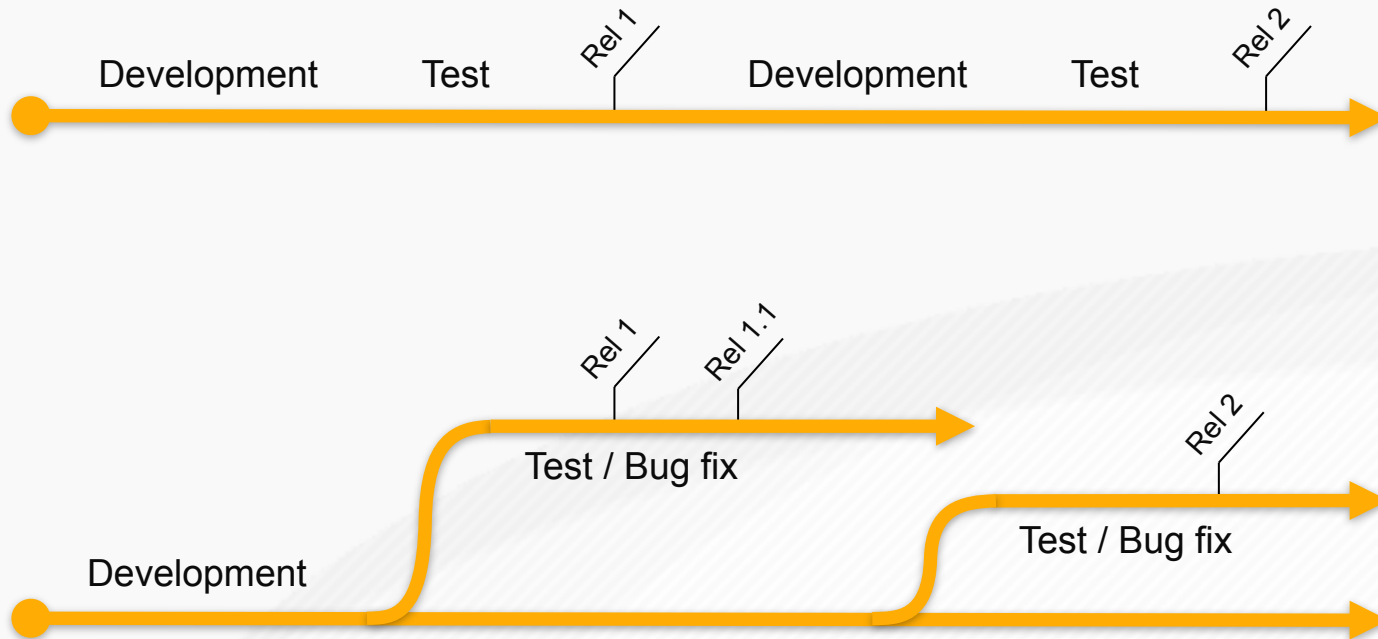 Development
Test
Rel 1
Development
Test
Rel 2
Rel 1
Rel 1.1
Test / Bug fix
Rel 2
Test / Bug fix
Development